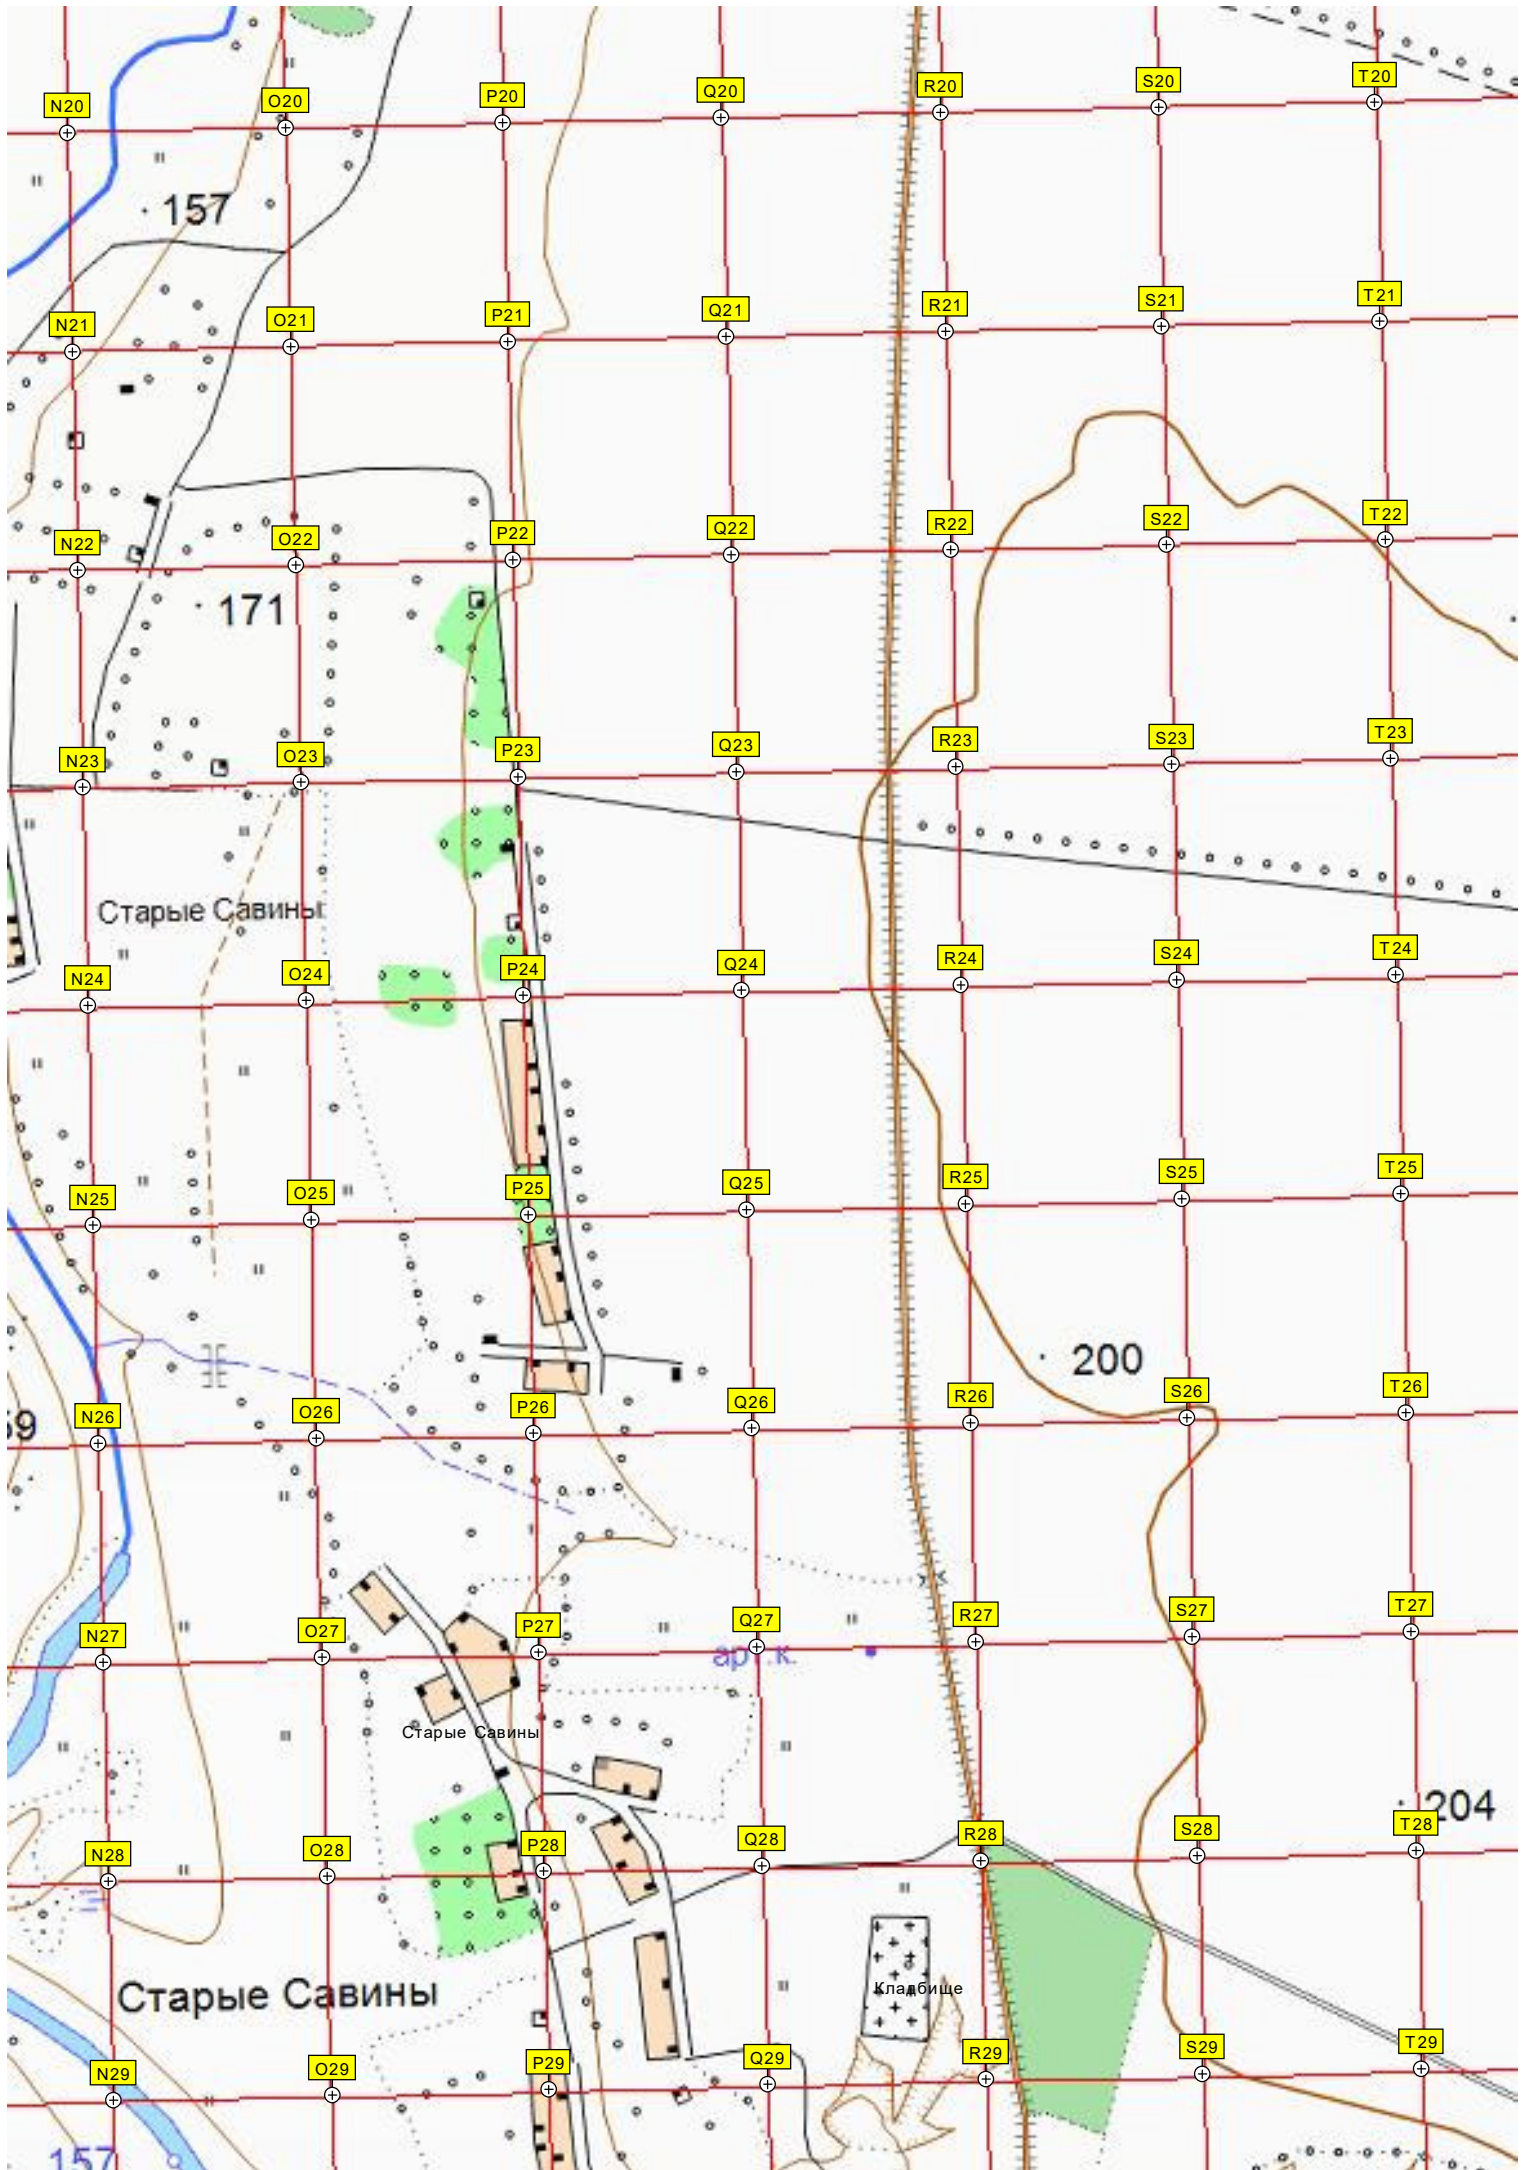 N20 O20 P20 Q20 R20 S20 T20
157
N21 O21 P21 Q21 R21 S21 T21
N22 O22 P22 Q22 R22 S22 T22
171
N23 O23 P23 Q23 R23 S23 T23
Старые Савины
N24 O24 P24 Q24 R24 S24 T24
N25 O25 P25 Q25 R25 S25 T25
200
N26 O26 P26 Q26 R26 S26 T26
69
N27 O27 P27 Q27 R27 S27 T27
арт.к.
Старые Савины
204
N28 O28 P28 Q28 R28 S28 T28
Старые Савины
Кладбище
N29 O29 P29 Q29 R29 S29 T29
157